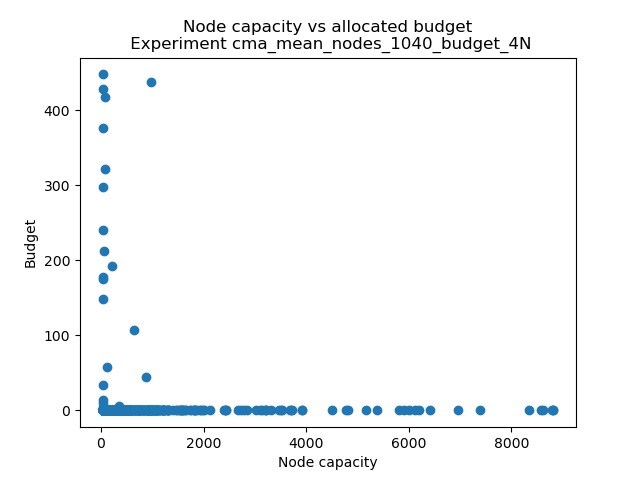 Node capacity vs allocated budget
Experiment cma_mean_nodes_1040_budget_4N
400
300
200
100
0
Budget
0 2000 4000 6000 8000
Node capacity